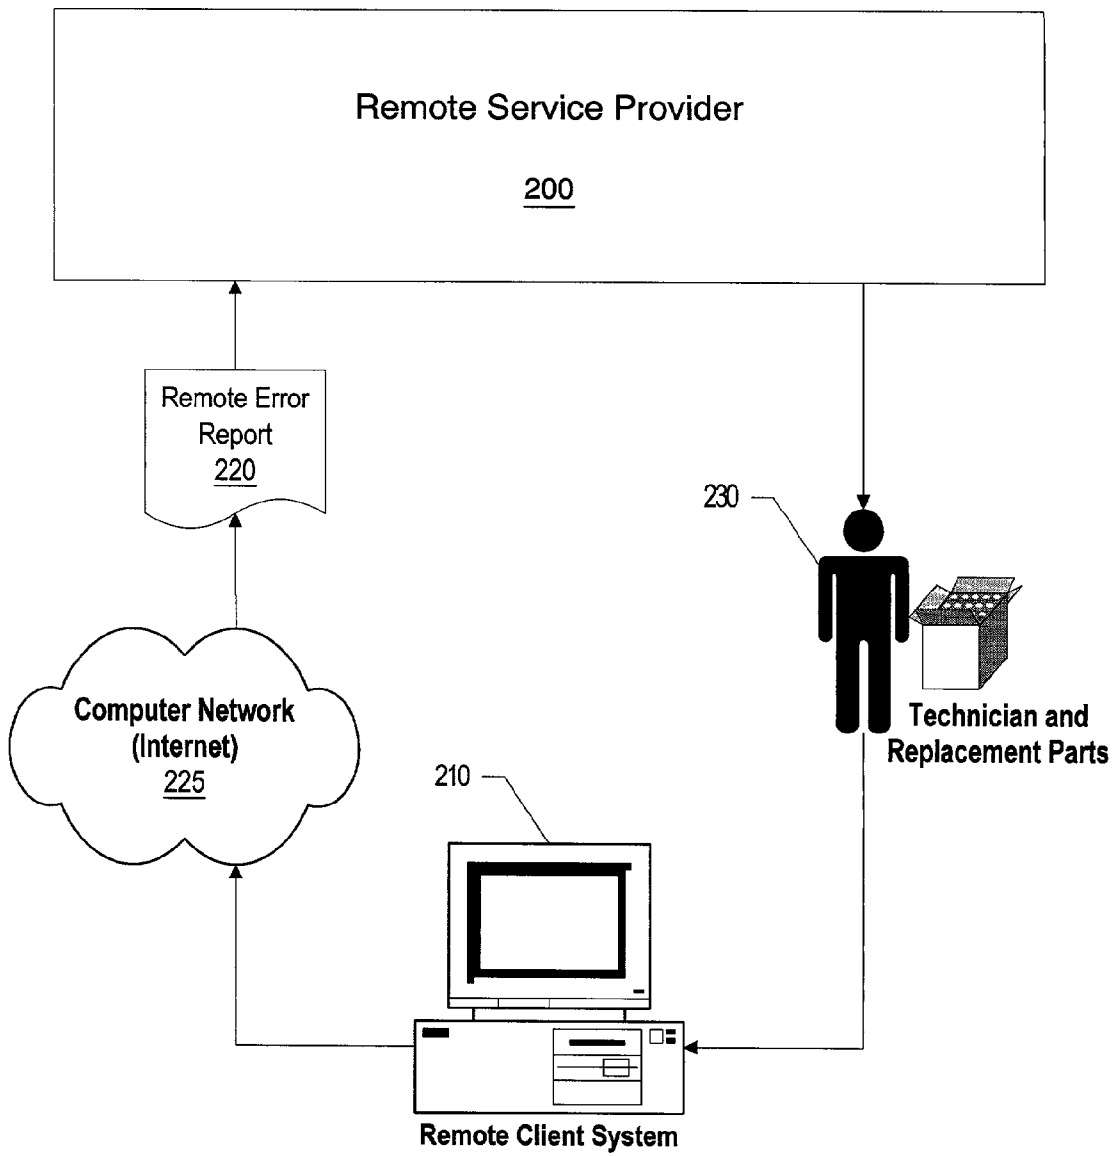 Remote Service Provider
200
Remote Error
Report
220
230
Computer Network
(Internet)
225
Technician and
Replacement Parts
210
Remote Client System